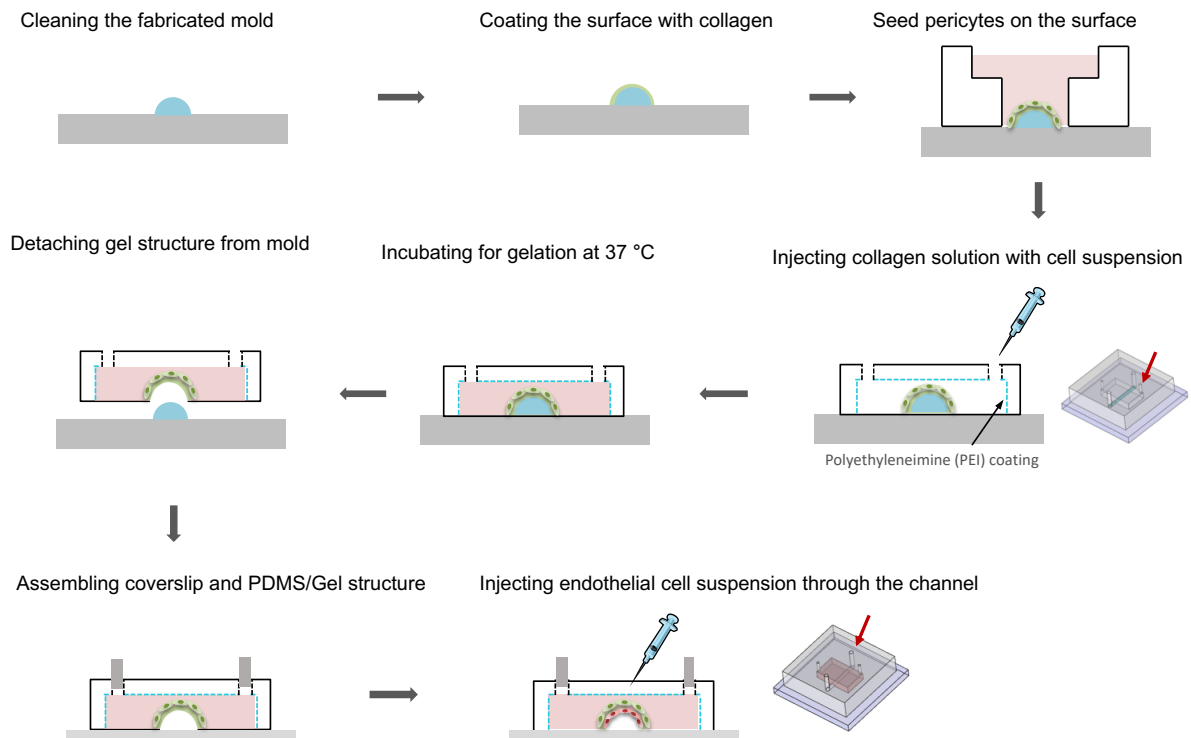 Cleaning the fabricated mold
Coating the surface with collagen
Seed pericytes on the surface
Injecting collagen solution with cell suspension
Polyethyleneimine (PEI) coating
Incubating for gelation at 37 °C
Detaching gel structure from mold
Assembling coverslip and PDMS/Gel structure
Injecting endothelial cell suspension through the channel